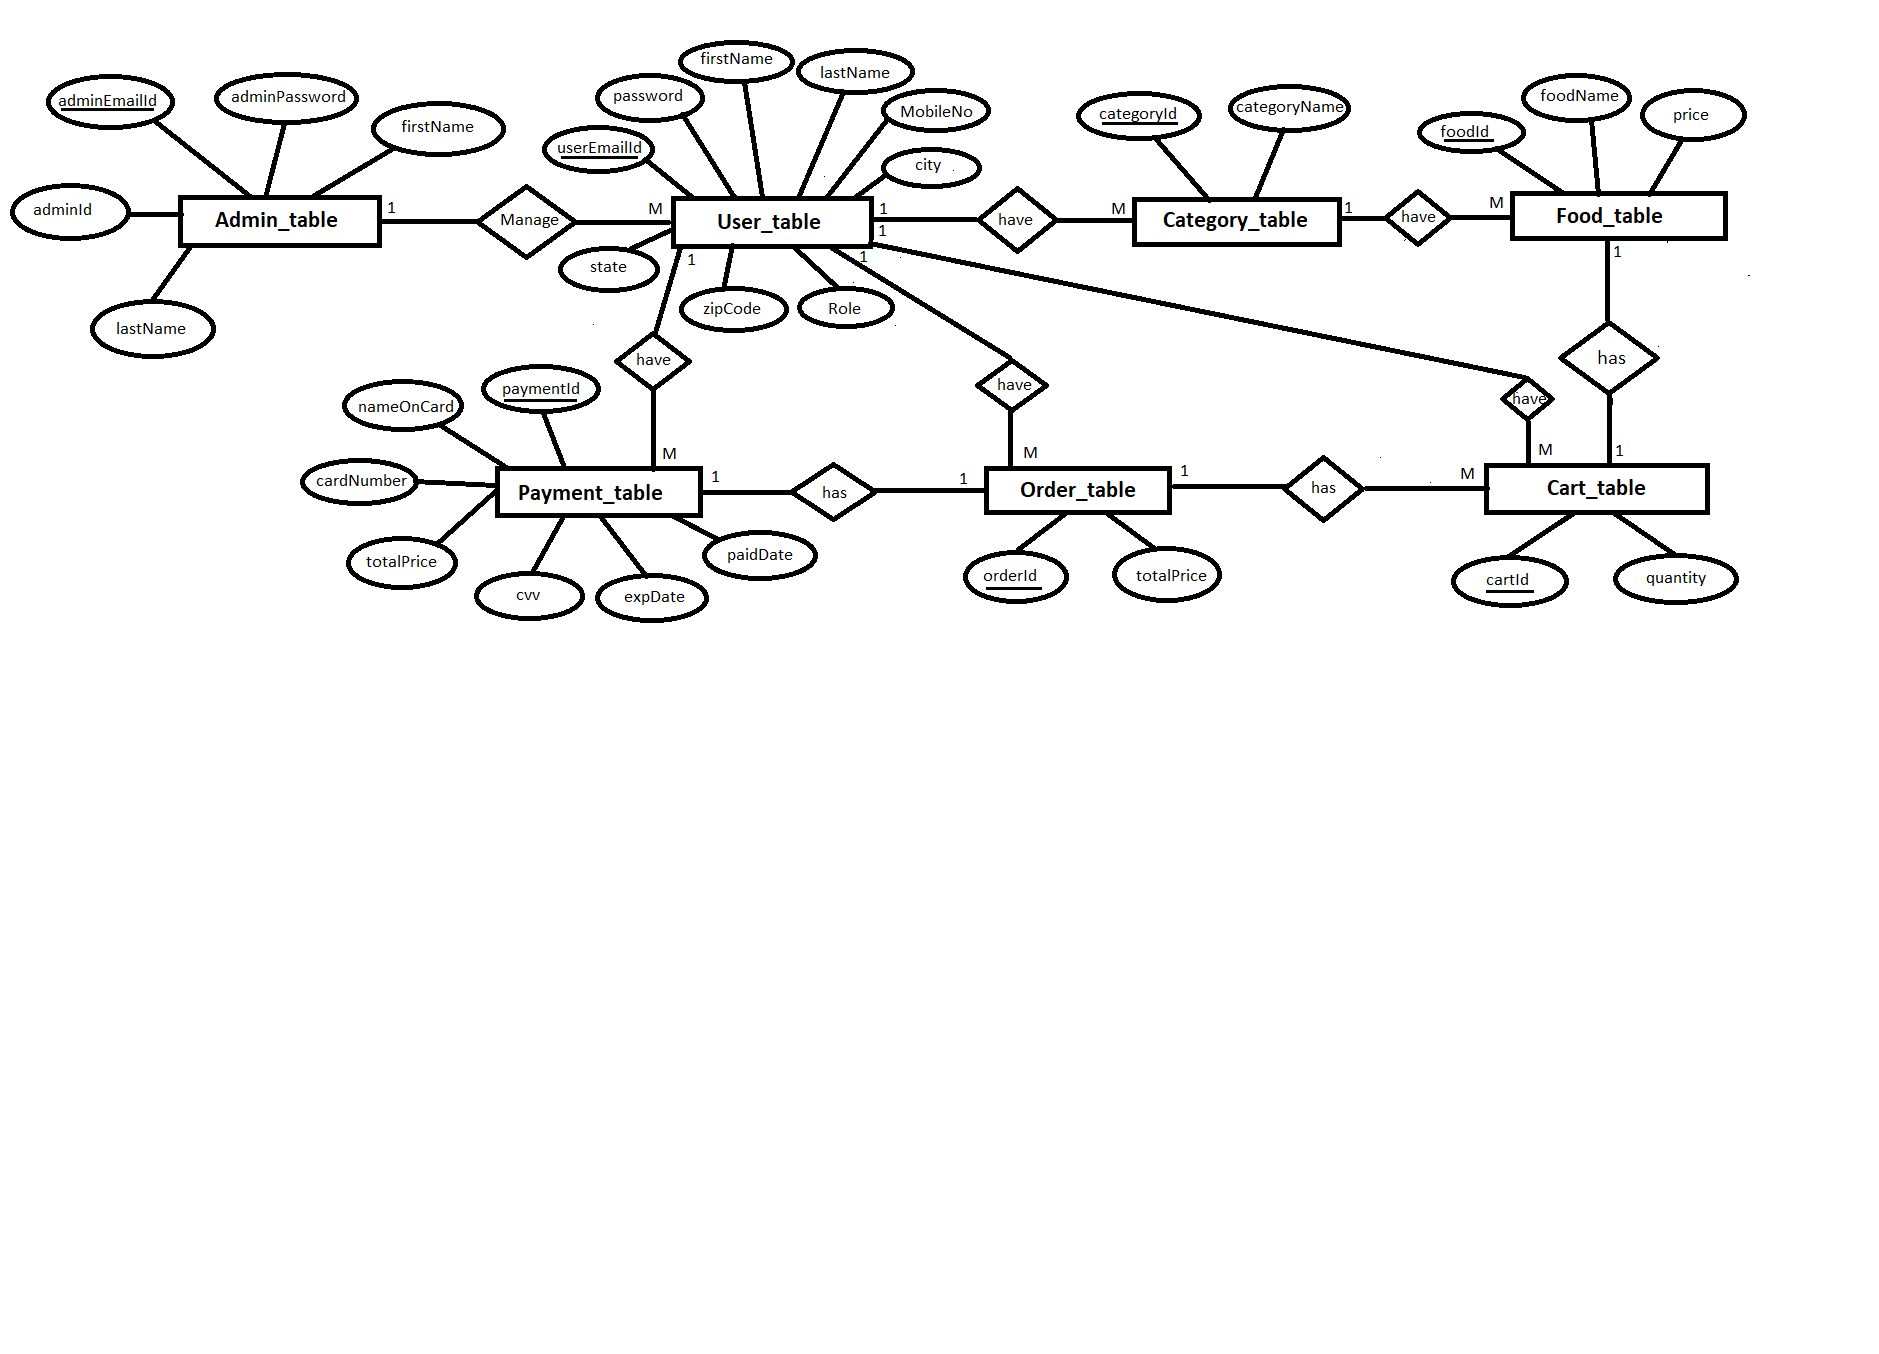 firstName
lastName
adminEmailId
adminPassword
firstName
password
MobileNo
userEmailId
city
categoryId
categoryName
foodId
foodName
price
adminId
Admin_table
1
Manage
M
User_table
1
1
have
M
Category_table
1
have
M
Food_table
state
1
zipCode
Role
1
1
lastName
have
have
have
has
nameOnCard
paymentId
cardNumber
M
M
M
1
Payment_table
1
has
1
Order_table
1
has
M
Cart_table
totalPrice
cvv
expDate
paidDate
orderId
totalPrice
cartId
quantity